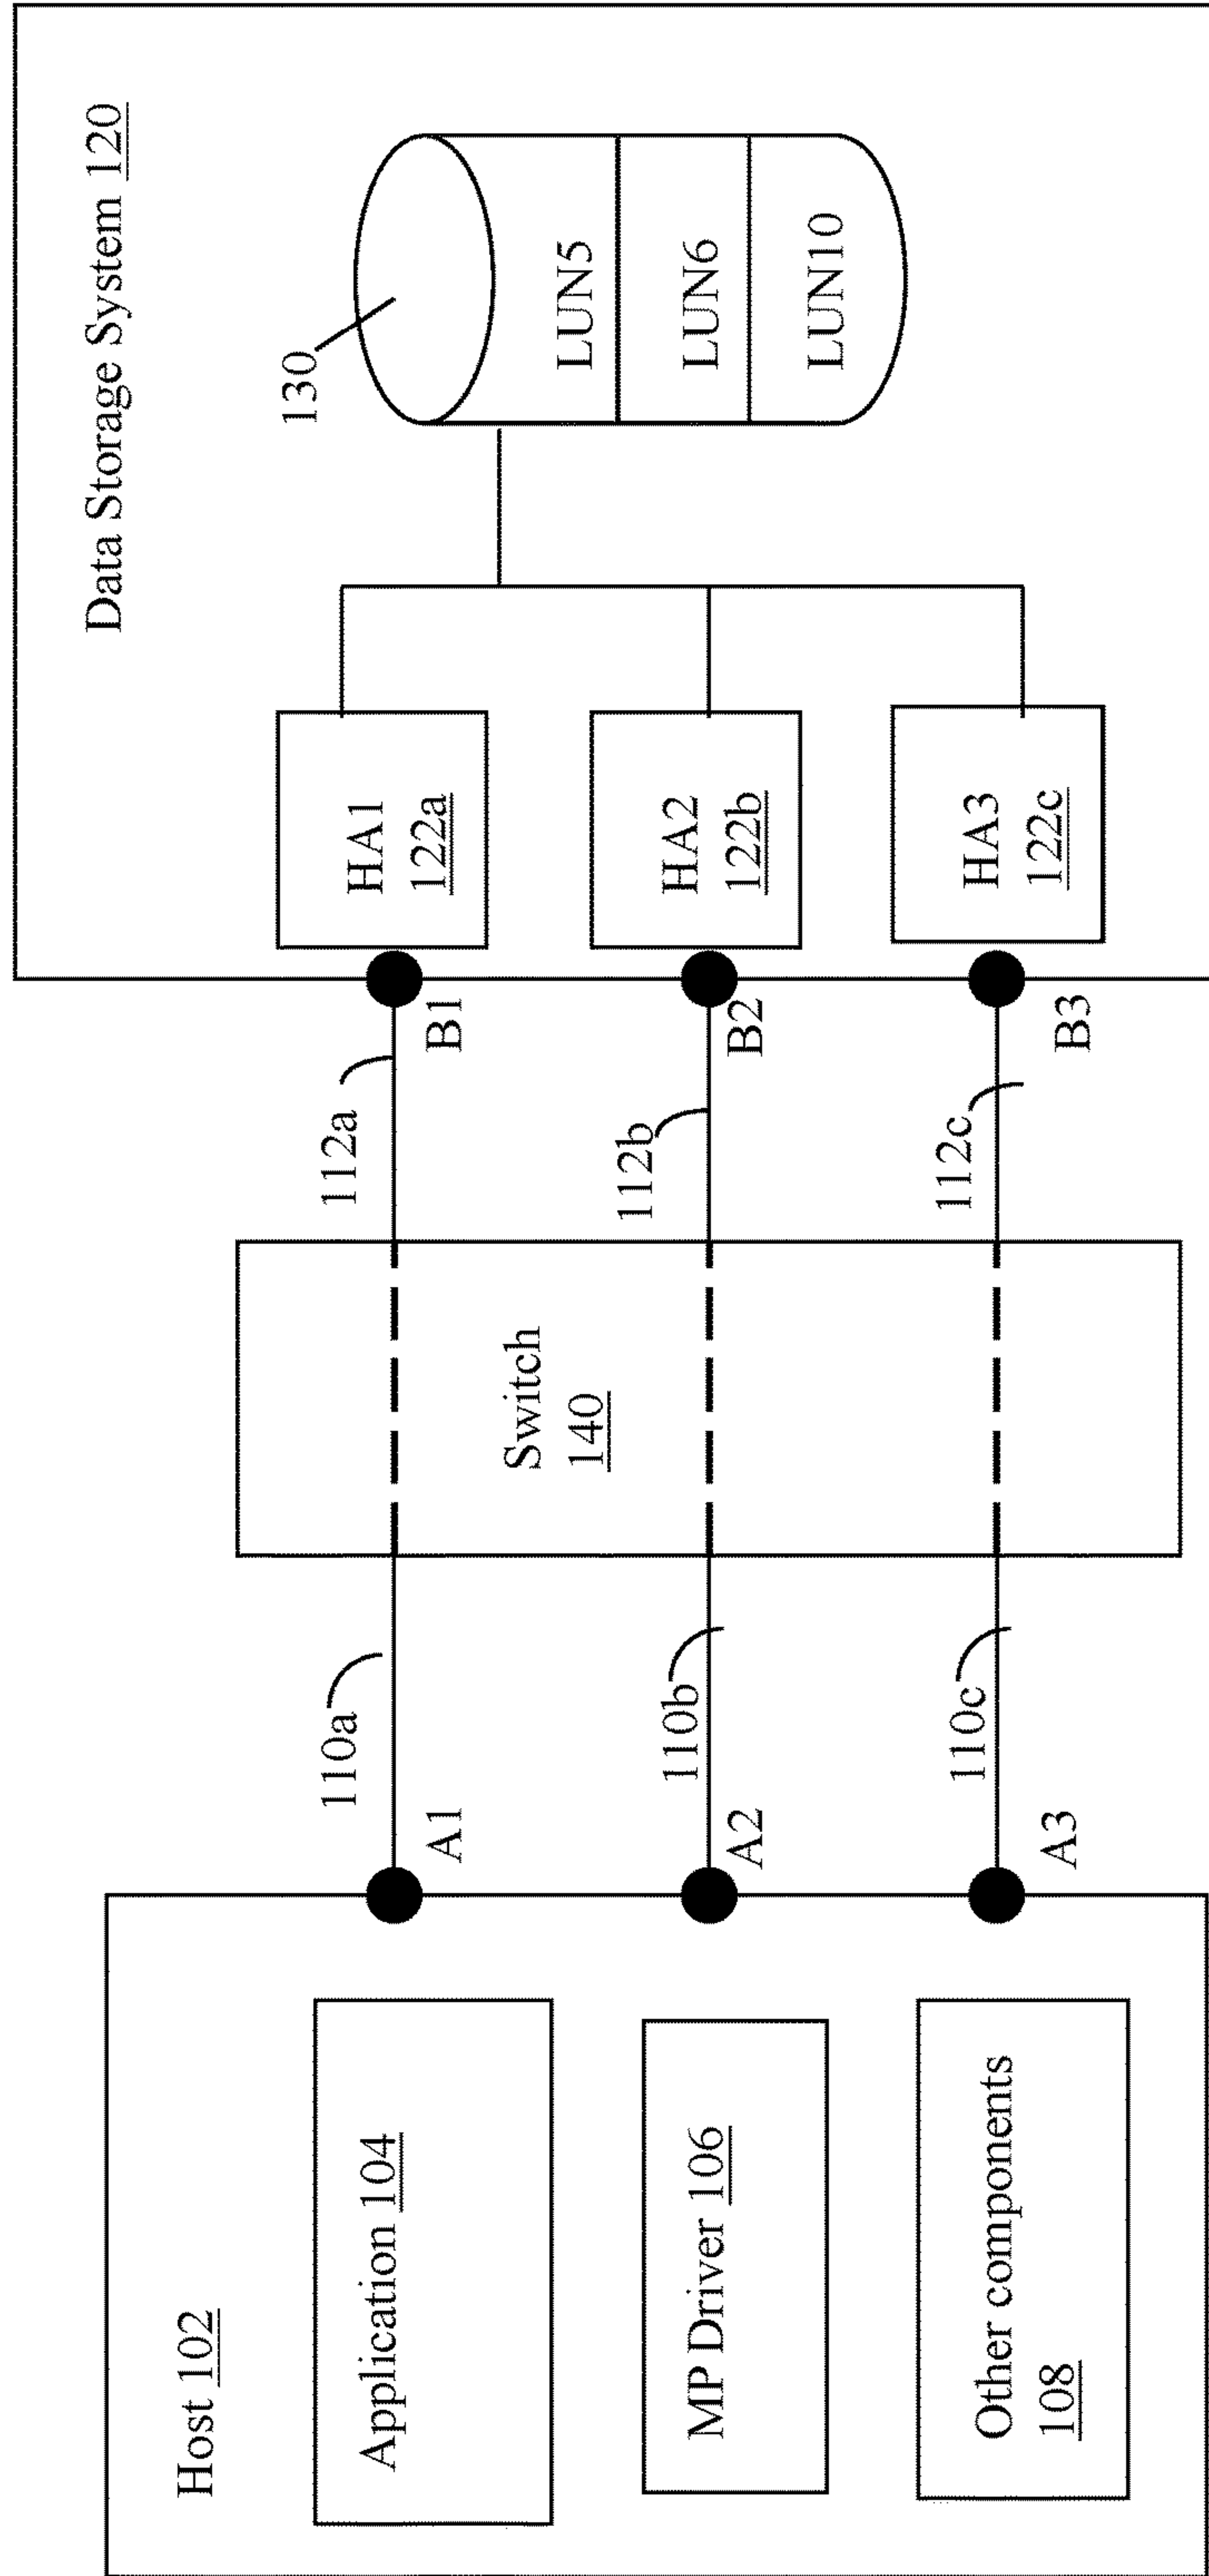 Host 102
Application 104
MP Driver 106
Other components
108
A1
A2
A3
110a
110b
110c
Switch
140
112a
112b
112c
B1
B2
B3
Data Storage System 120
HA1
122a
HA2
122b
HA3
122c
130
LUN5
LUN6
LUN10